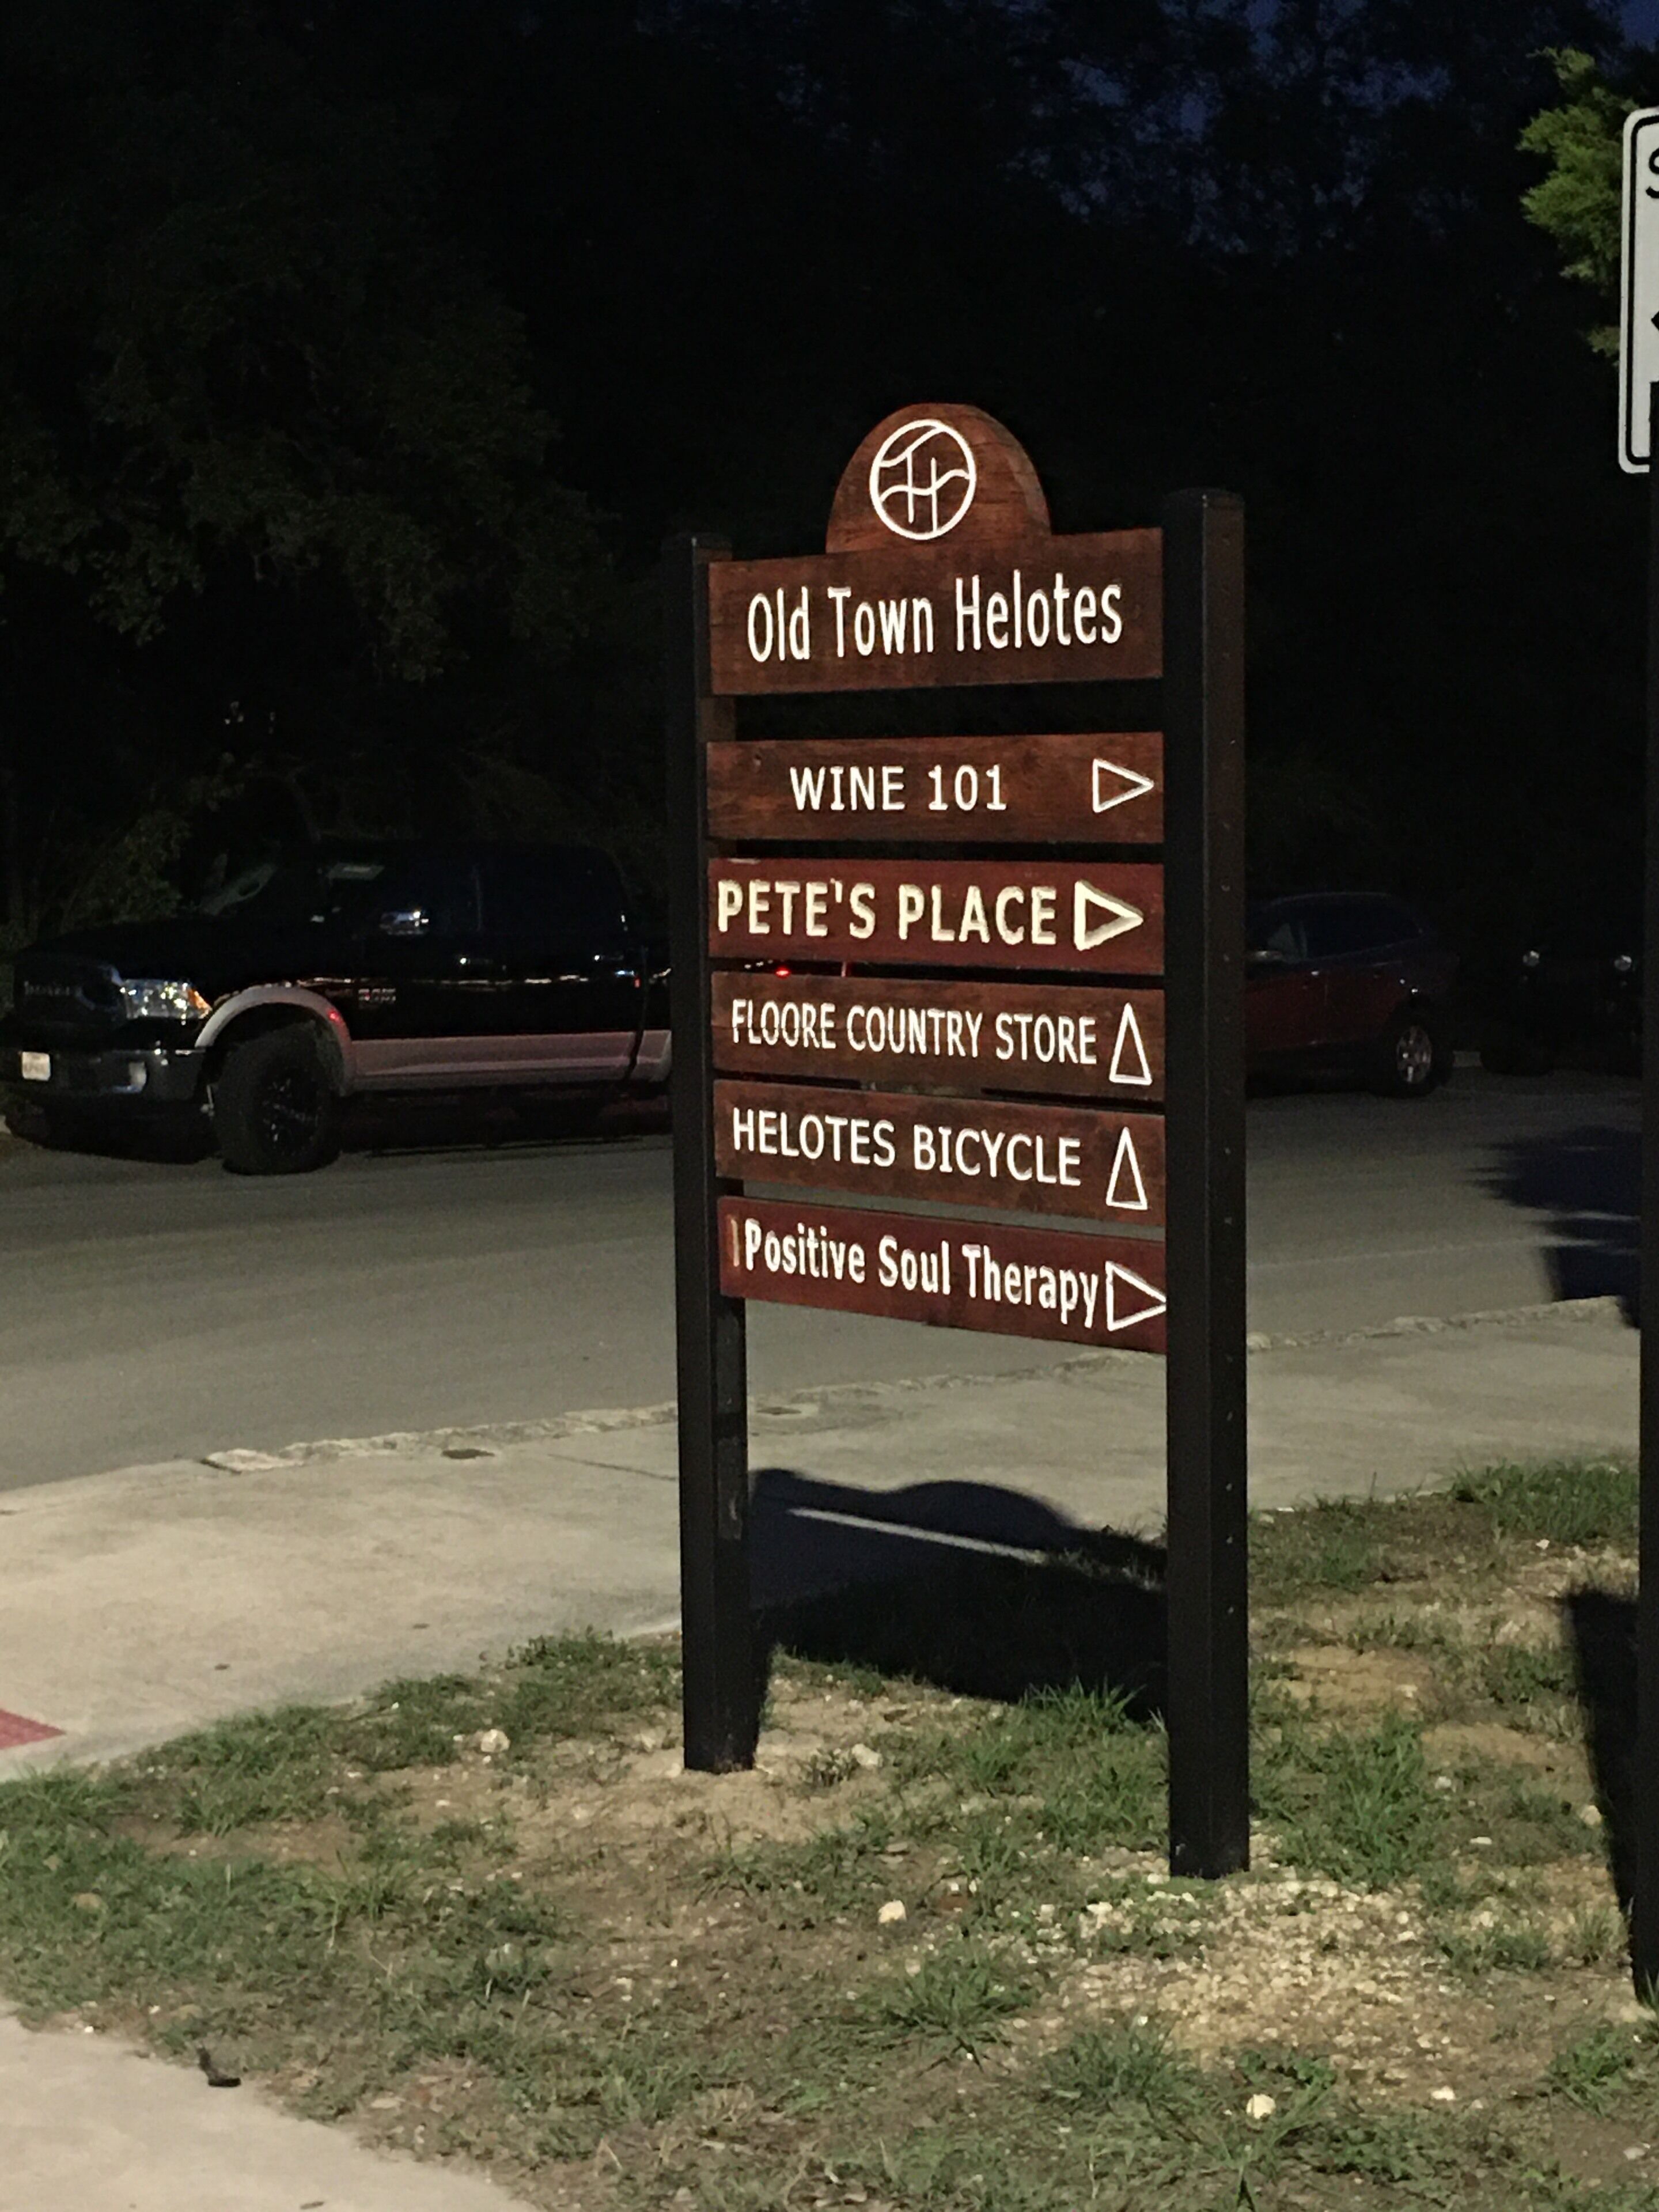 H
Old Town Helotes
WINE 101
PETE'S PLACE
FLOORE COUNTRY STORE
HELOTES BICYCLE
Positive Soul Therapy
S